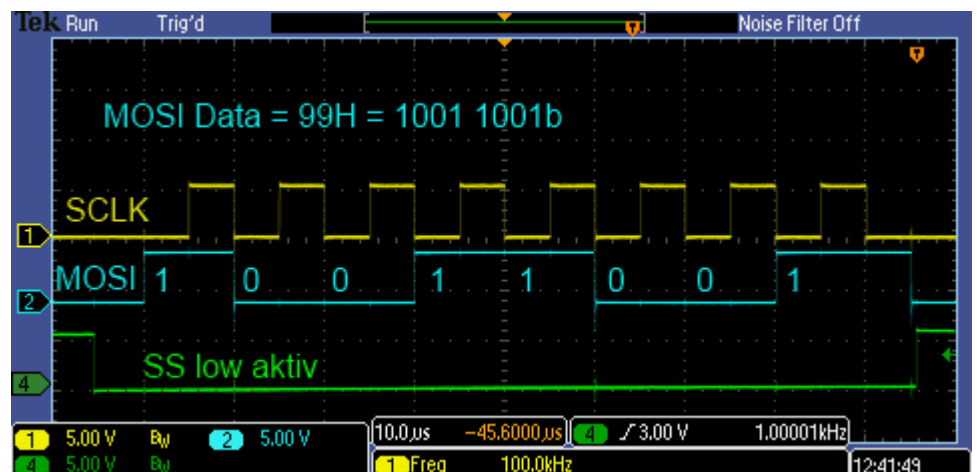 Tek Run Trig'd Noise Filter Off
MOSI Data = 99H = 1001 1001b
SCLK
1
MOSI 1 0 0 1 1 0 0 1
2
SS low aktiv
4
1 5.00 V BW 2 5.00 V 10.0µs -45.6000µs 4 3.00 V 1.00001kHz
4 5.00 V BW 1 Freq 100.0kHz 12:41:49